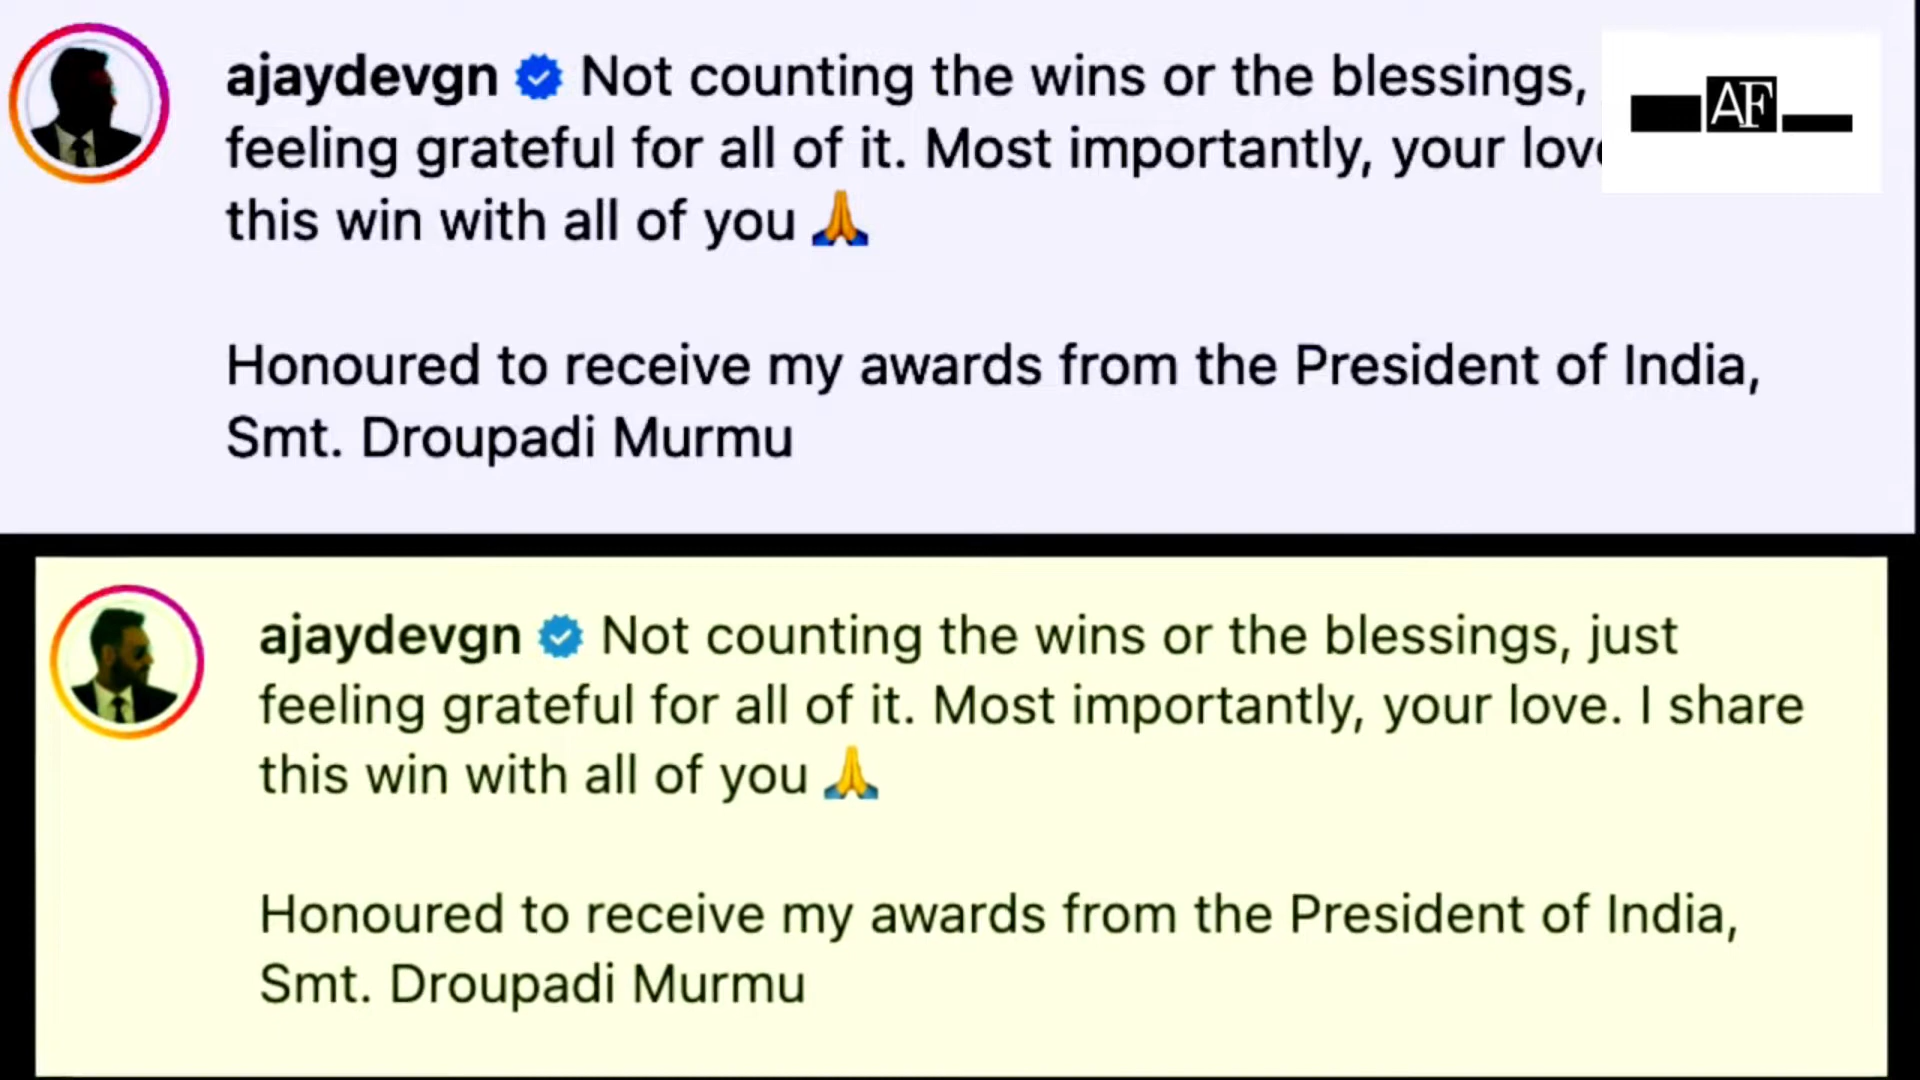 ajaydevgn Not counting the wins or the blessings,
feeling grateful for all of it. Most importantly, your
this win with all of you 🙏
Honoured to receive my awards from the President of India,
Smt. Droupadi Murmu
AF
ajaydevgn Not counting the wins or the blessings, just
feeling grateful for all of it. Most importantly, your love. I share
this win with all of you 🙏
Honoured to receive my awards from the President of India,
Smt. Droupadi Murmu